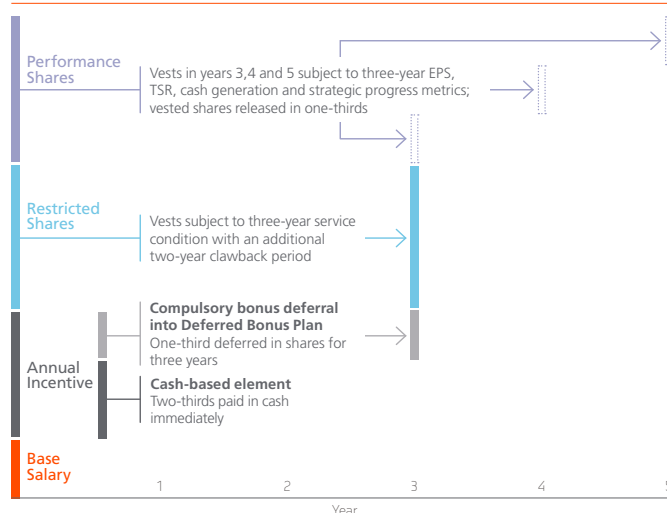 Performance
Shares
Vests in years 3,4 and 5 subject to three-year EPS,
TSR, cash generation and strategic progress metrics;
vested shares released in one-thirds
Restricted
Shares
Vests subject to three-year service
condition with an additional
two-year clawback period
Compulsory bonus deferral
into Deferred Bonus Plan
One-third deferred in shares for
three years
Annual
Incentive
Cash-based element
Two-thirds paid in cash
immediately
Base
Salary
1 2 3 4 5
Year